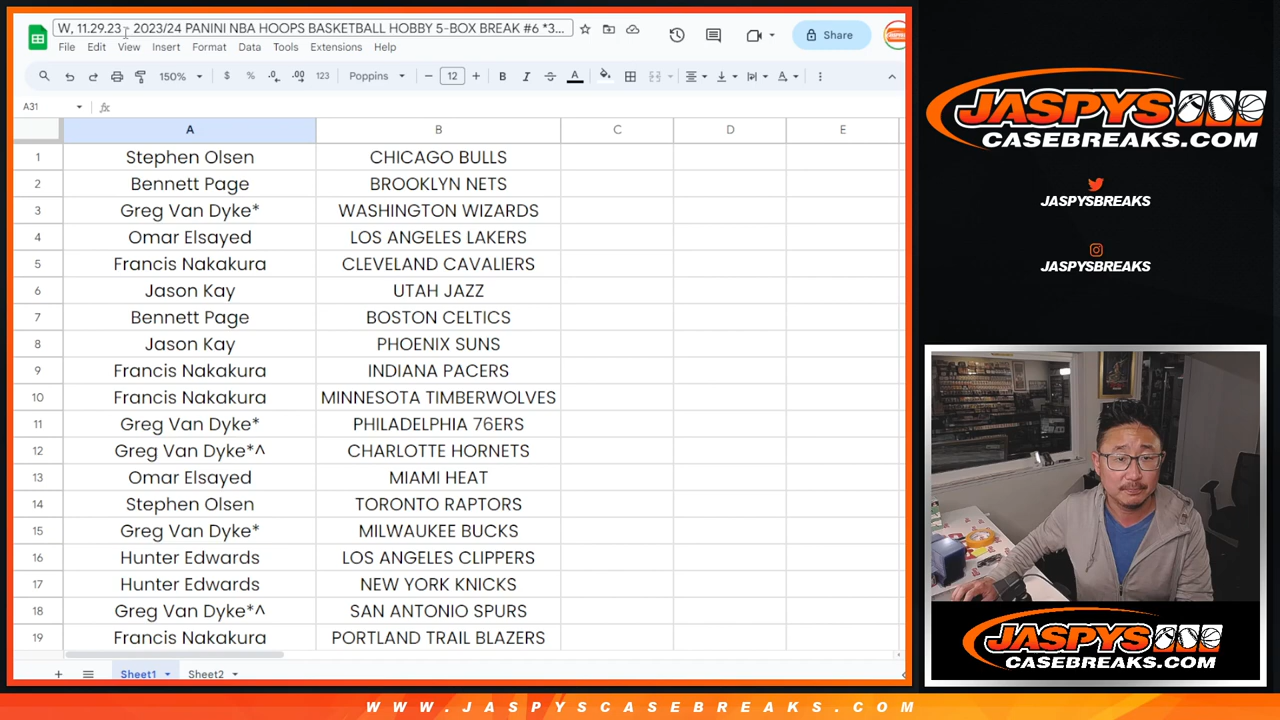 W, 11.29.23 - 2023/24 PANINI NBA HOOPS BASKETBALL HOBBY 5-BOX BREAK #6 *3...
File Edit View Insert Format Data Tools Extensions Help
Share
150% $ % .0 .00 123 Poppins 12 B I A
A31 fx
A B C D E
1 Stephen Olsen CHICAGO BULLS
2 Bennett Page BROOKLYN NETS
3 Greg Van Dyke* WASHINGTON WIZARDS
4 Omar Elsayed LOS ANGELES LAKERS
5 Francis Nakakura CLEVELAND CAVALIERS
6 Jason Kay UTAH JAZZ
7 Bennett Page BOSTON CELTICS
8 Jason Kay PHOENIX SUNS
9 Francis Nakakura INDIANA PACERS
10 Francis Nakakura MINNESOTA TIMBERWOLVES
11 Greg Van Dyke* PHILADELPHIA 76ERS
12 Greg Van Dyke*^ CHARLOTTE HORNETS
13 Omar Elsayed MIAMI HEAT
14 Stephen Olsen TORONTO RAPTORS
15 Greg Van Dyke* MILWAUKEE BUCKS
16 Hunter Edwards LOS ANGELES CLIPPERS
17 Hunter Edwards NEW YORK KNICKS
18 Greg Van Dyke*^ SAN ANTONIO SPURS
19 Francis Nakakura PORTLAND TRAIL BLAZERS
Sheet1 Sheet2
JASPYS
CASEBREAKS.COM
JASPYSBREAKS
JASPYSBREAKS
JASPYS
CASEBREAKS.COM
WWW.JASPYSCASEBREAKS.COM